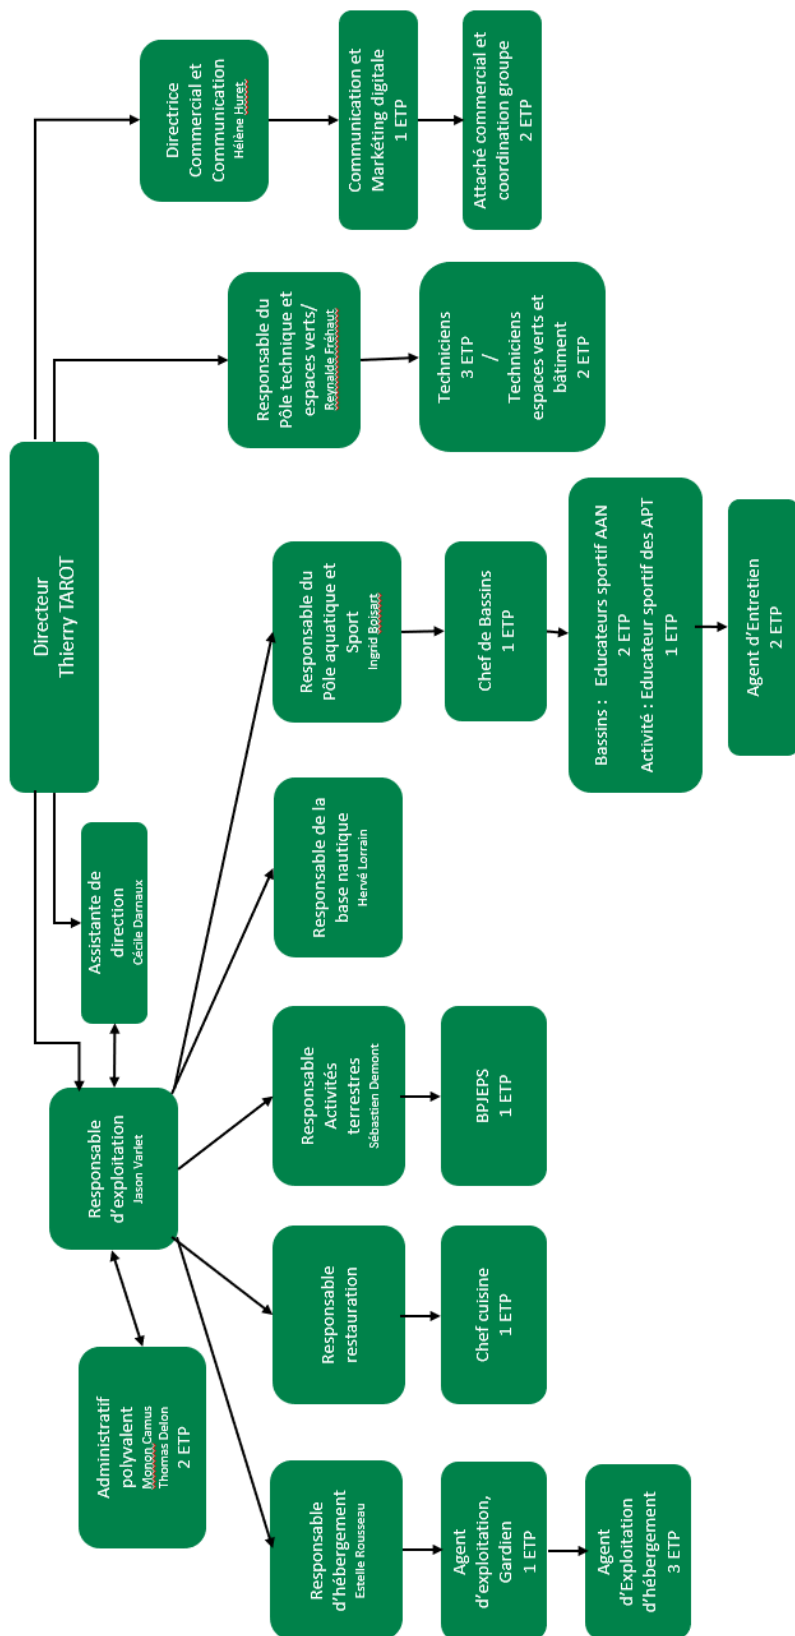 Directeur
Thierry TAROT
Assistante de
direction
Cécile Darnaux
Responsable
d'exploitation
Jason Varlet
Administratif
polyvalent
Monon Camus
Thomas Delon
2 ETP
Responsable
d'hébergement
Estelle Rousseau
Agent
d'exploitation,
Gardien
1 ETP
Agent
d'Exploitation
d'hébergement
3 ETP
Responsable
restauration
Chef cuisine
1 ETP
Responsable
Activités
terrestres
Sébastien Demont
BPJEPS
1 ETP
Responsable de la
base nautique
Hervé Lorrain
Responsable du
Pôle aquatique et
Sport
Ingrid Boisart
Chef de Bassins
1 ETP
Bassins : Educateurs sportif AAN
2 ETP
Activité : Educateur sportif des APT
1 ETP
Agent d'Entretien
2 ETP
Responsable du
Pôle technique et
espaces verts/
Reynalde Fréhaut
Techniciens
3 ETP
/
Techniciens
espaces verts et
bâtiment
2 ETP
Directrice
Commercial et
Communication
Hélène Huret
Communication et
Markéting digitale
1 ETP
Attaché commercial et
coordination groupe
2 ETP